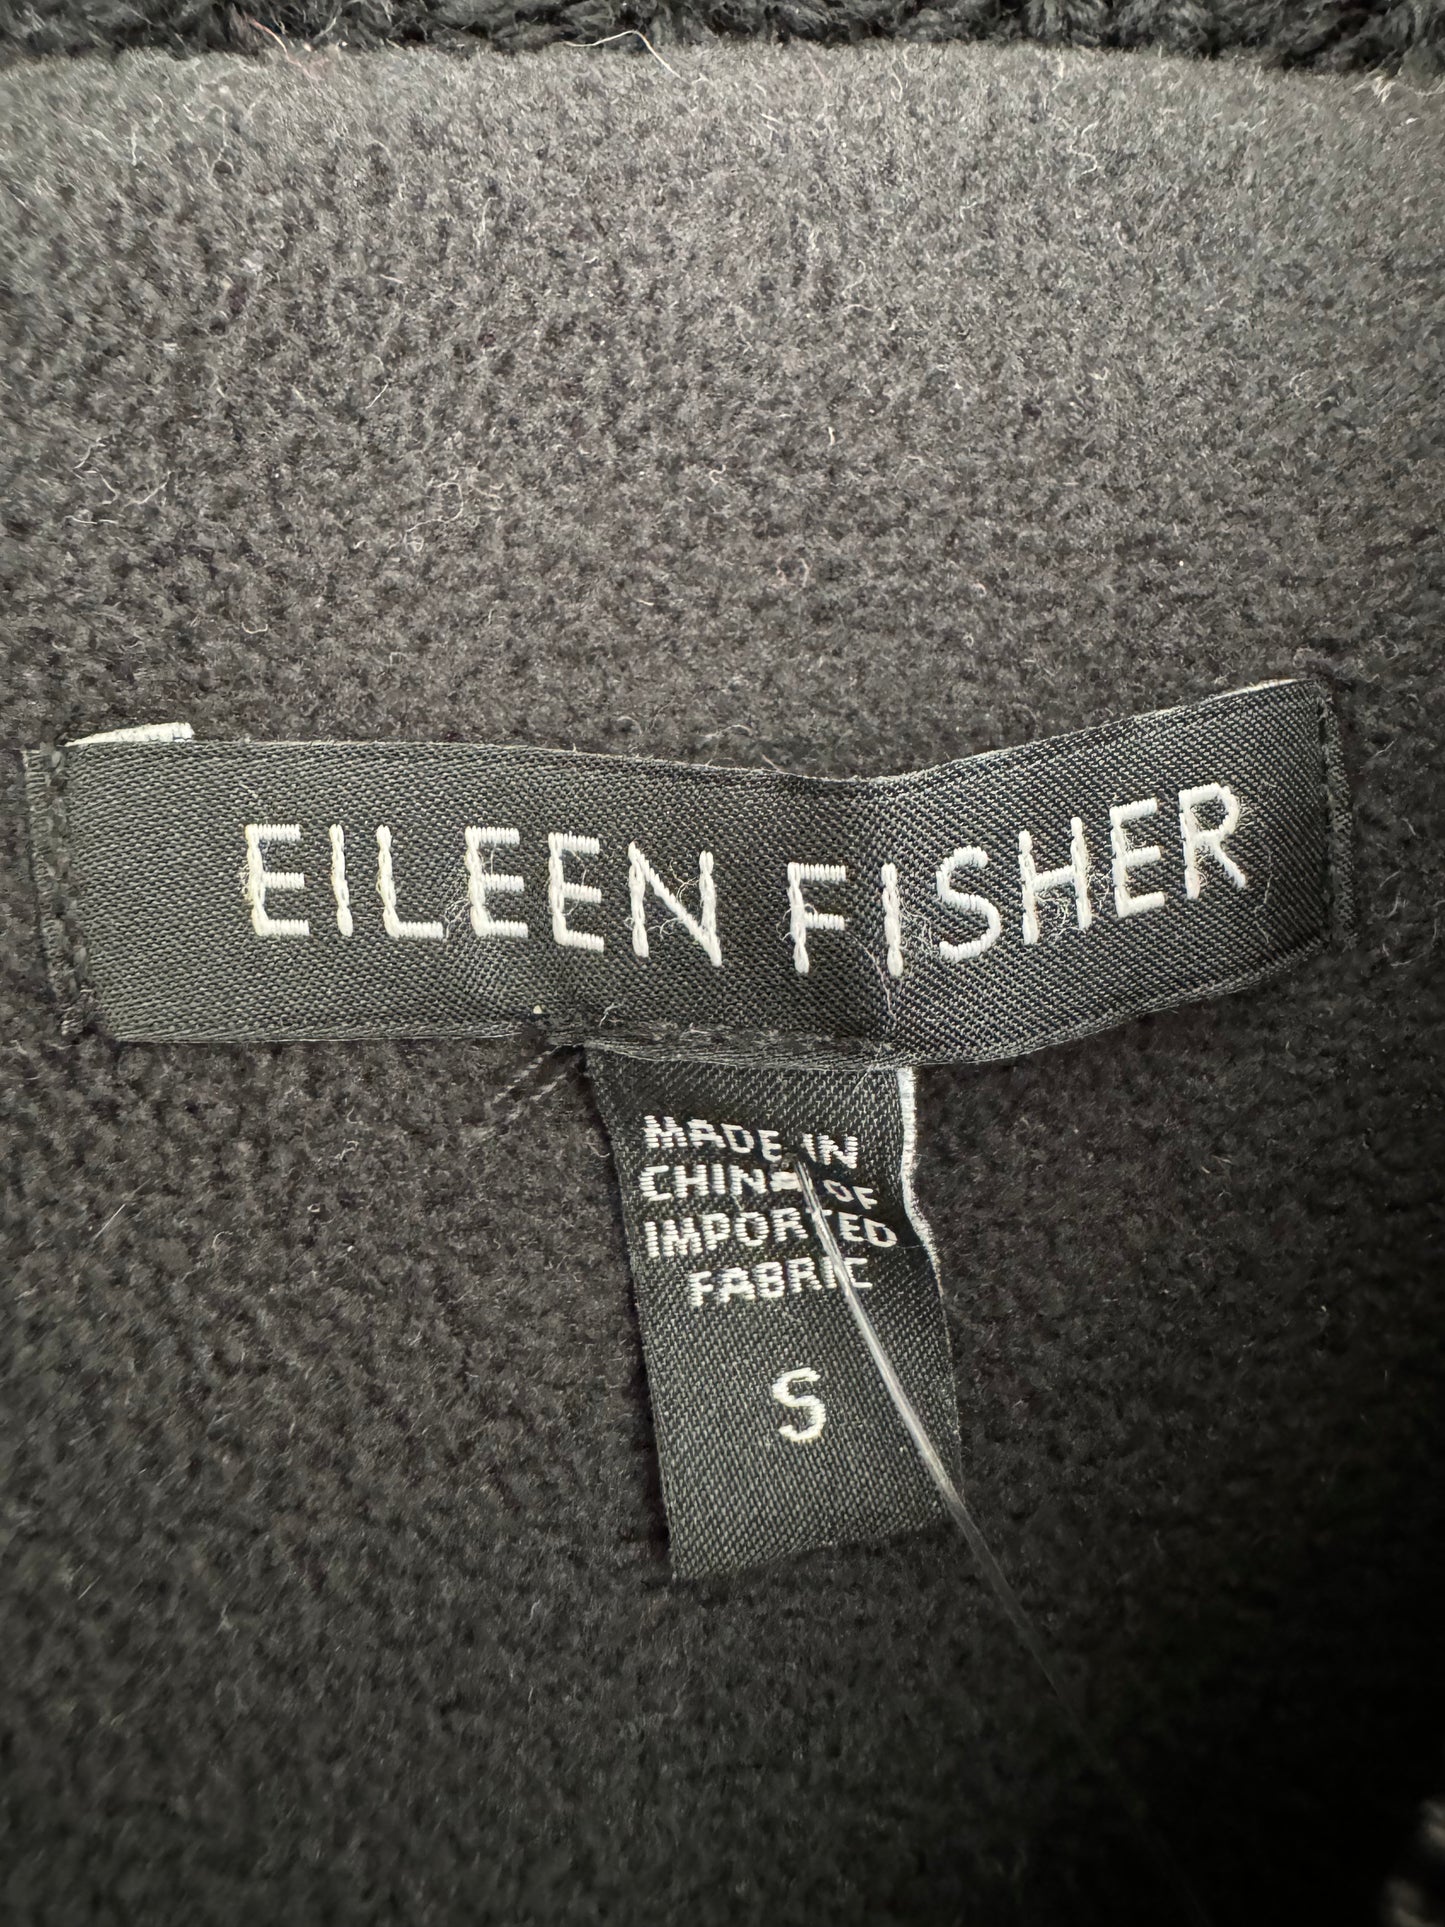 EILEEN FISHER
MADE IN
CHINA OF
IMPORTED
FABRIC
S